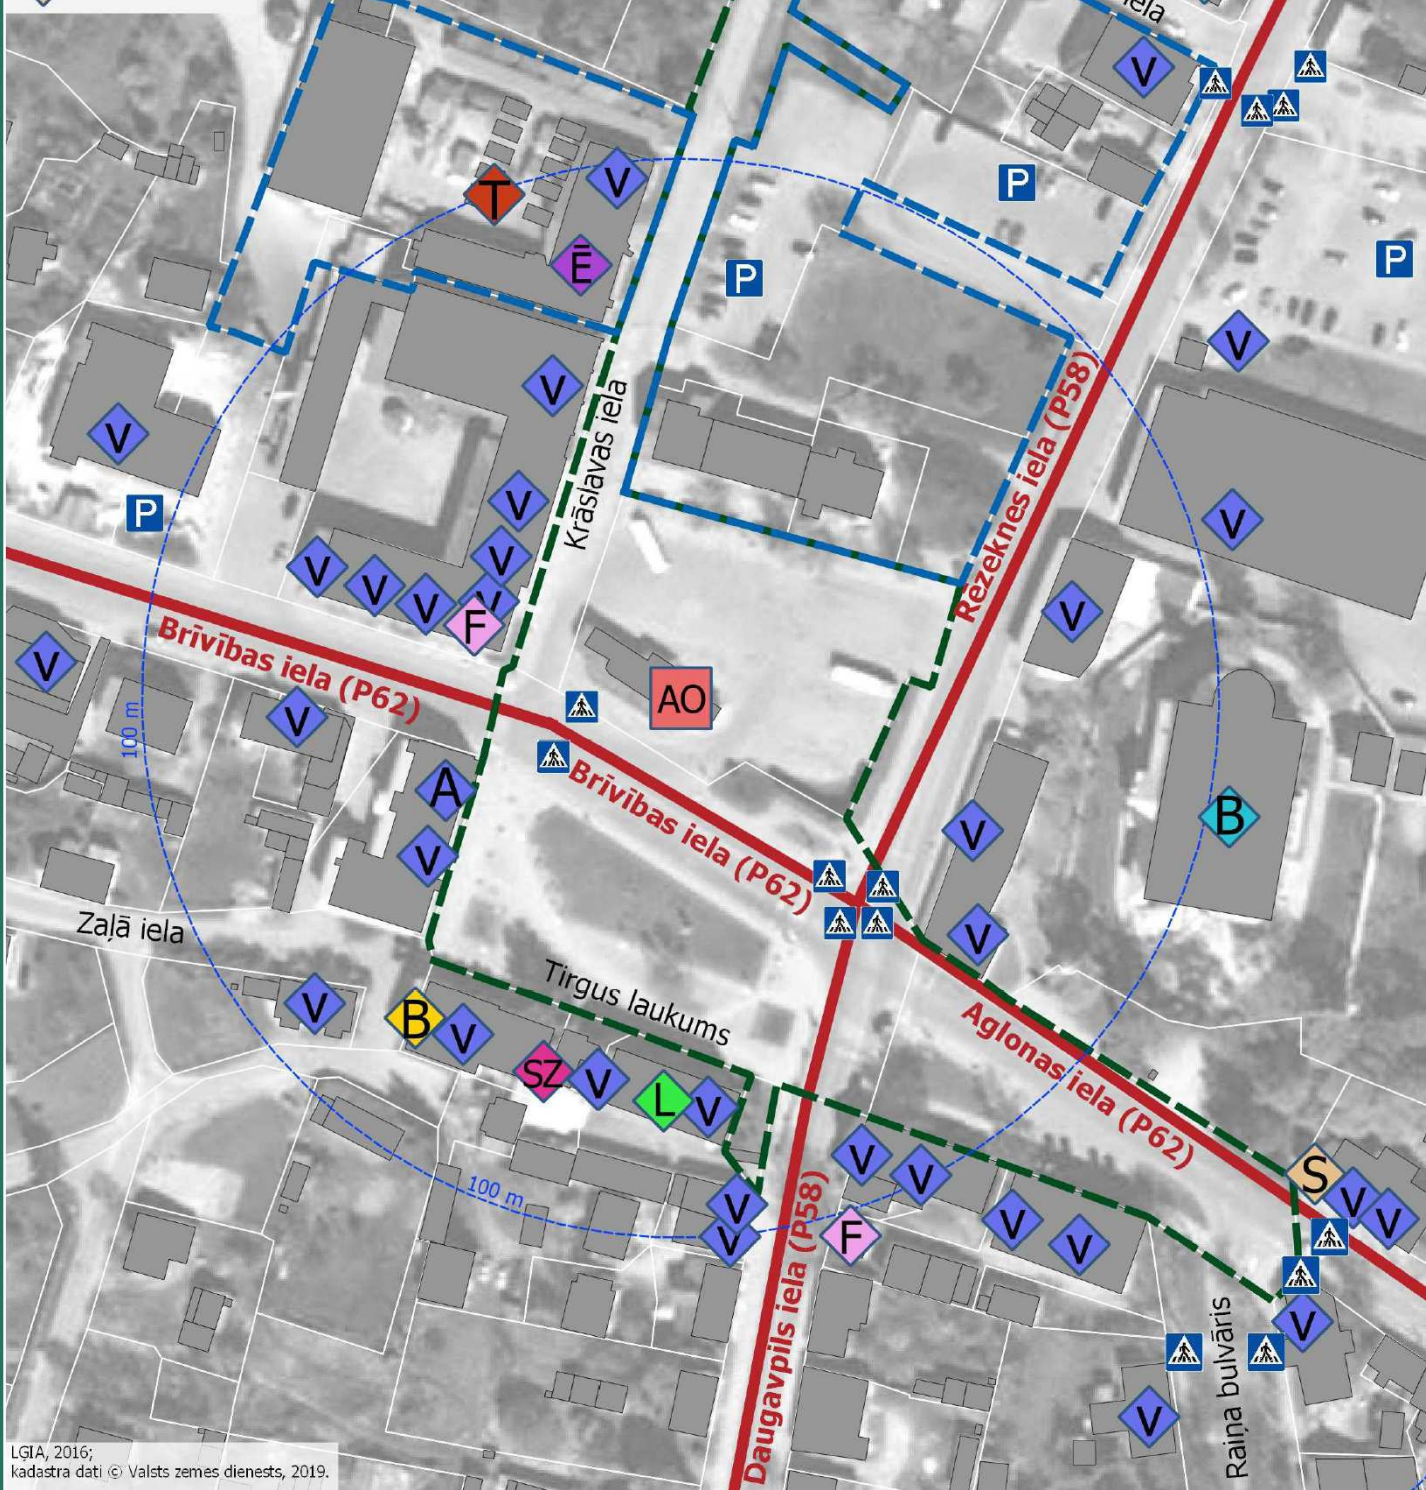 iela
V
P
T
V
Ē
P
P
V
V
V
V
P
V
V
V
V
V
V
V
F
V
Krāslavas iela
Rēzeknes iela (P58)
Brīvības iela (P62)
V
V
AO
100 m
A
V
Brīvības iela (P62)
V
B
Zaļā iela
V
Tirgus laukums
V
B
V
SZ
V
L
V
Aglonas iela (P62)
V
V
100 m
V
V
F
V
V
S
V
V
Daugavpils iela (P58)
V
V
Raiņa bulvāris
LĢIA, 2016;
kadastra dati © Valsts zemes dienests, 2019.